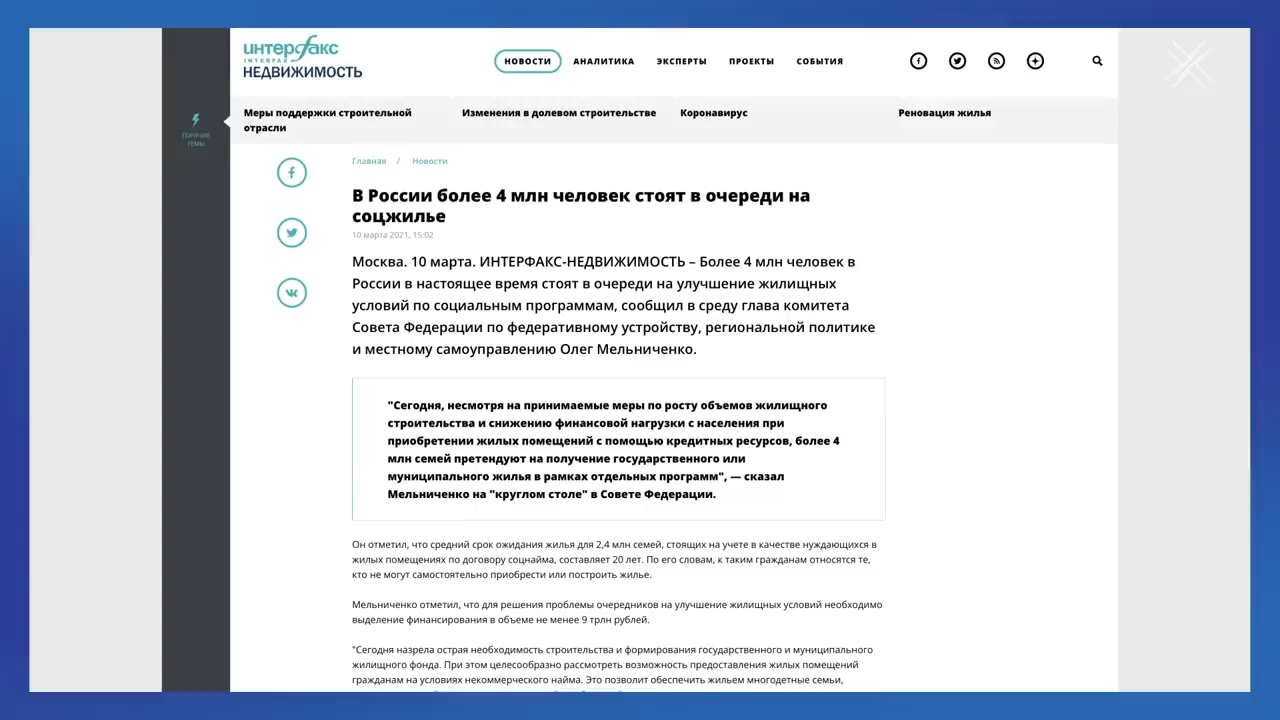 интерфакс
INTERFAX
НЕДВИЖИМОСТЬ
НОВОСТИ
АНАЛИТИКА
ЭКСПЕРТЫ
ПРОЕКТЫ
СОБЫТИЯ
ГОРЯЧИЕ
ТЕМЫ
Меры поддержки строительной
отрасли
Изменения в долевом строительстве
Коронавирус
Реновация жилья
Главная / Новости
В России более 4 млн человек стоят в очереди на
соцжилье
10 марта 2021, 15:02
Москва. 10 марта. ИНТЕРФАКС-НЕДВИЖИМОСТЬ – Более 4 млн человек в
России в настоящее время стоят в очереди на улучшение жилищных
условий по социальным программам, сообщил в среду глава комитета
Совета Федерации по федеративному устройству, региональной политике
и местному самоуправлению Олег Мельниченко.
"Сегодня, несмотря на принимаемые меры по росту объемов жилищного
строительства и снижению финансовой нагрузки с населения при
приобретении жилых помещений с помощью кредитных ресурсов, более 4
млн семей претендуют на получение государственного или
муниципального жилья в рамках отдельных программ", — сказал
Мельниченко на "круглом столе" в Совете Федерации.
Он отметил, что средний срок ожидания жилья для 2,4 млн семей, стоящих на учете в качестве нуждающихся в
жилых помещениях по договору соцнайма, составляет 20 лет. По его словам, к таким гражданам относятся те,
кто не могут самостоятельно приобрести или построить жилье.
Мельниченко отметил, что для решения проблемы очередников на улучшение жилищных условий необходимо
выделение финансирования в объеме не менее 9 трлн рублей.
"Сегодня назрела острая необходимость строительства и формирования государственного и муниципального
жилищного фонда. При этом целесообразно рассмотреть возможность предоставления жилых помещений
гражданам на условиях некоммерческого найма. Это позволит обеспечить жильем многодетные семьи,